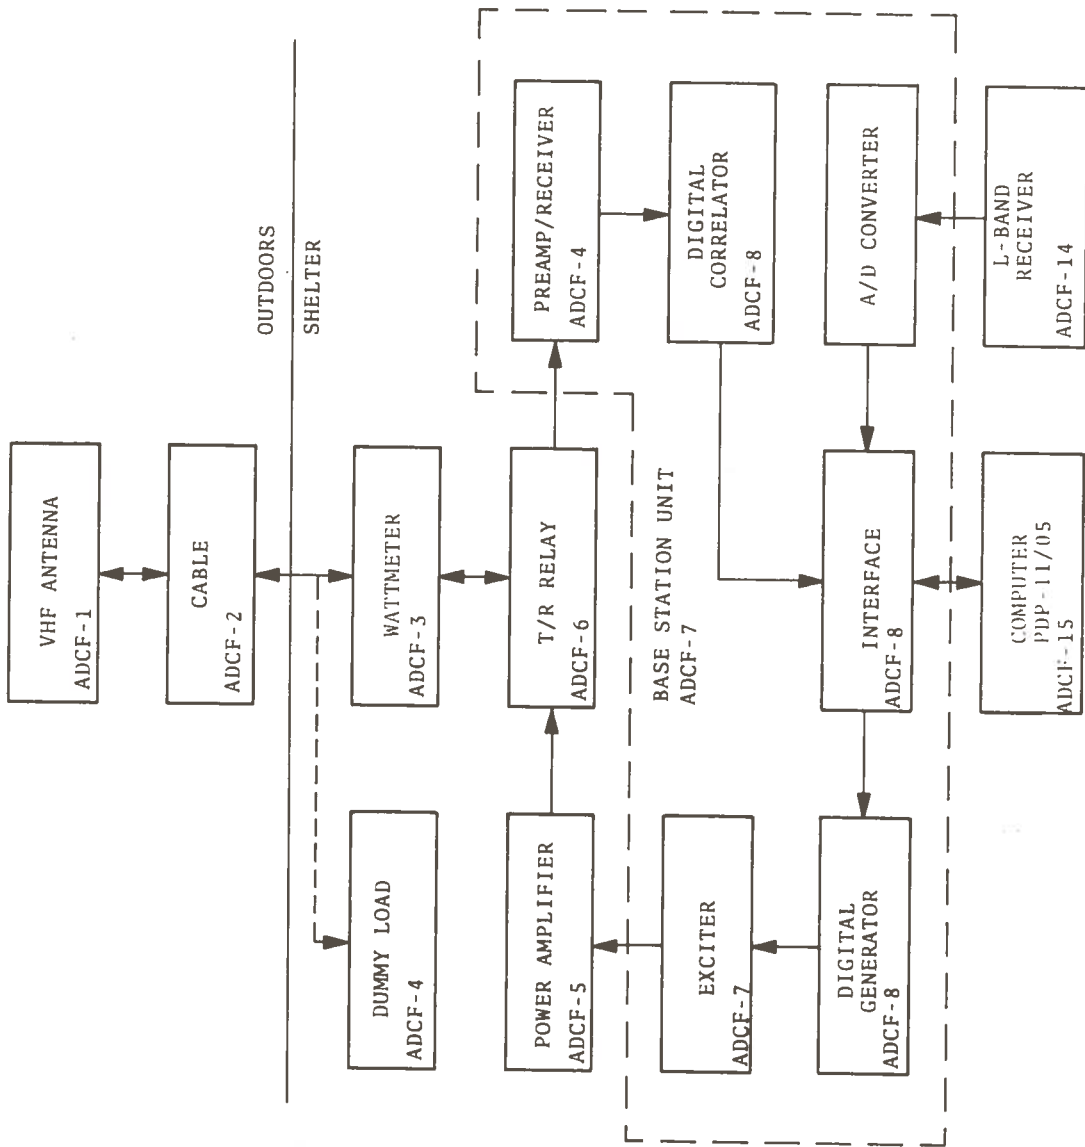 VHF ANTENNA
ADCF-1
CABLE
ADCF-2
OUTDOORS
SHELTER
DUMMY LOAD
ADCF-4
WATTMETER
ADCF-3
POWER AMPLIFIER
ADCF-5
T/R RELAY
ADCF-6
PREAMP/RECEIVER
ADCF-4
BASE STATION UNIT
ADCF-7
EXCITER
ADCF-7
DIGITAL
CORRELATOR
ADCF-8
DIGITAL
GENERATOR
ADCF-8
INTERFACE
ADCF-8
A/D CONVERTER
COMPUTER
PDP-11/05
ADCF-15
L-BAND
RECEIVER
ADCF-14